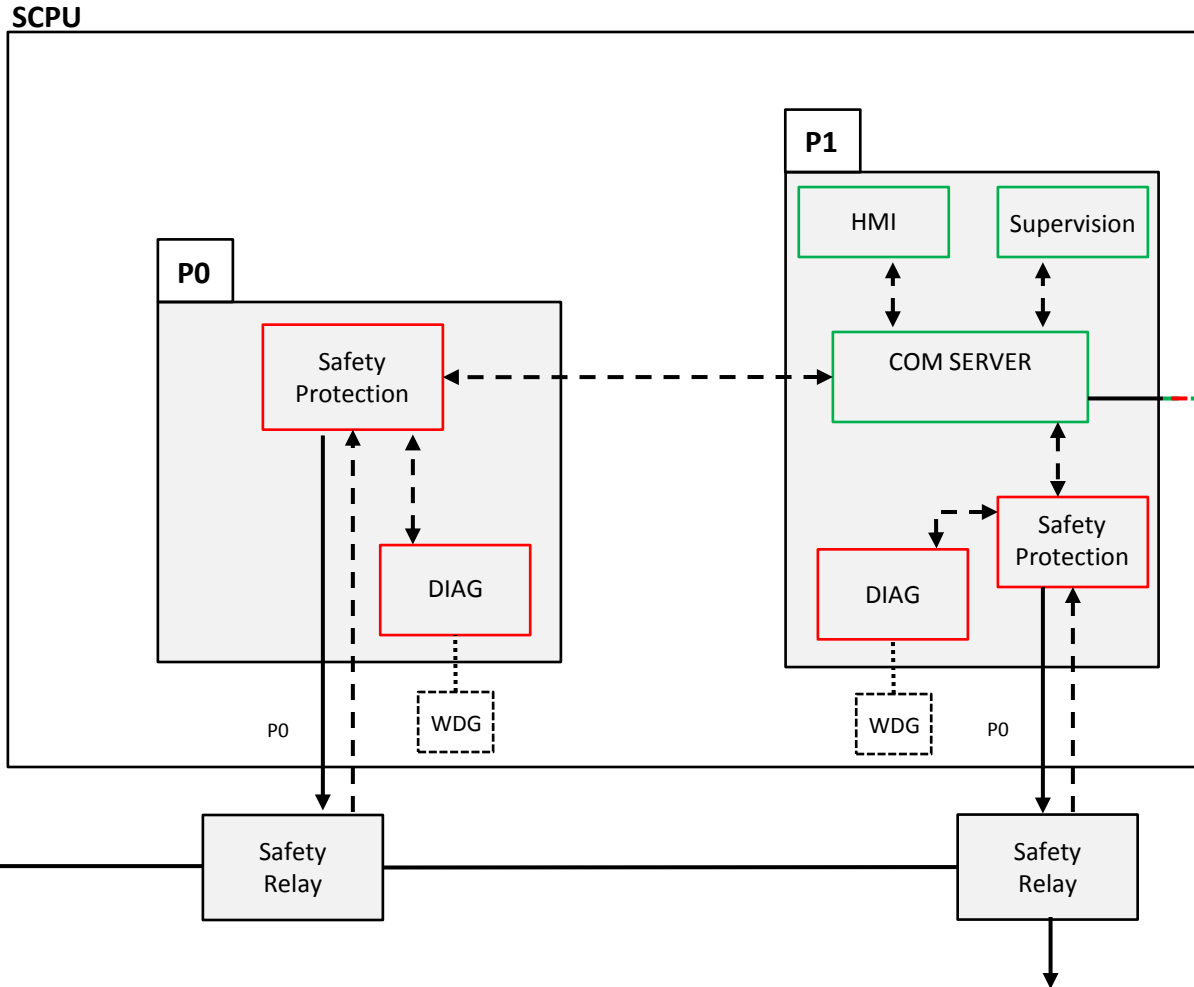 SCPU
P1
HMI
Supervision
P0
Safety
Protection
COM SERVER
Safety
Protection
DIAG
DIAG
WDG
WDG
P0
P0
Safety
Relay
Safety
Relay